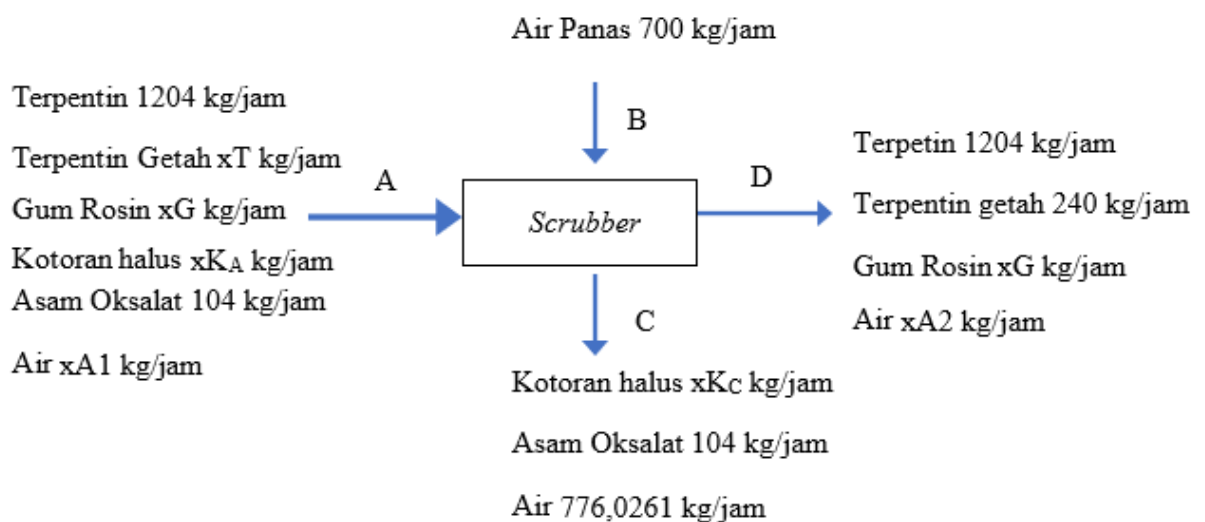 Air Panas 700 kg/jam
B
Terpentin 1204 kg/jam
Terpentin Getah xT kg/jam
Gum Rosin xG kg/jam
Kotoran halus xKA kg/jam
Asam Oksalat 104 kg/jam
Air xA1 kg/jam
A
Scrubber
D
Terpetin 1204 kg/jam
Terpentin getah 240 kg/jam
Gum Rosin xG kg/jam
Air xA2 kg/jam
C
Kotoran halus xKC kg/jam
Asam Oksalat 104 kg/jam
Air 776,0261 kg/jam